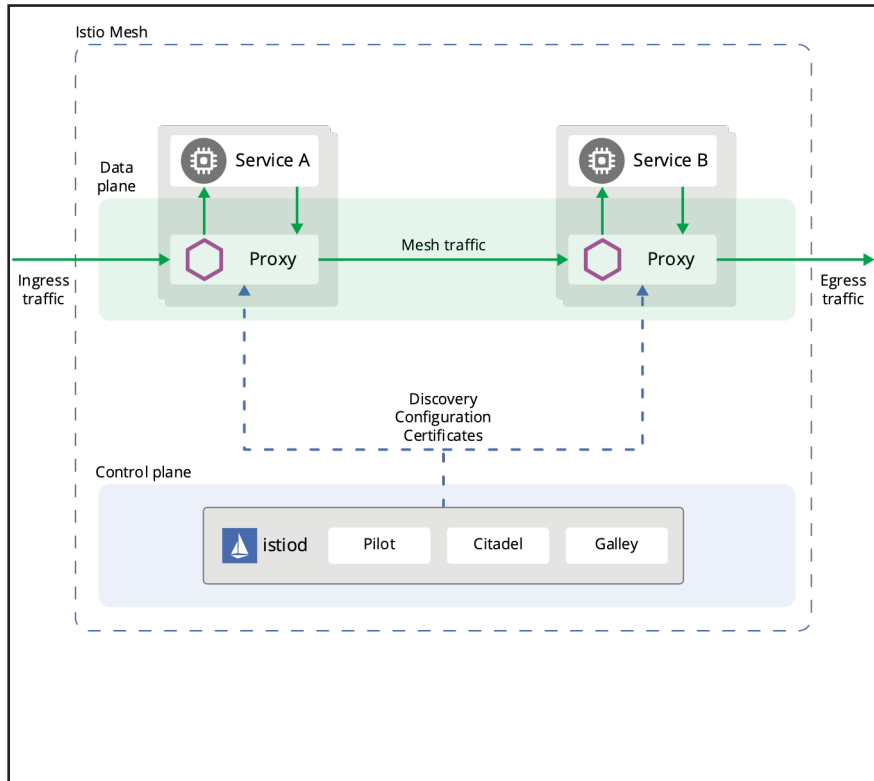 Istio Mesh
Service A
Service B
Data
plane
Proxy
Mesh traffic
Proxy
Ingress
traffic
Egress
traffic
Discovery
Configuration
Certificates
Control plane
istiod
Pilot
Citadel
Galley